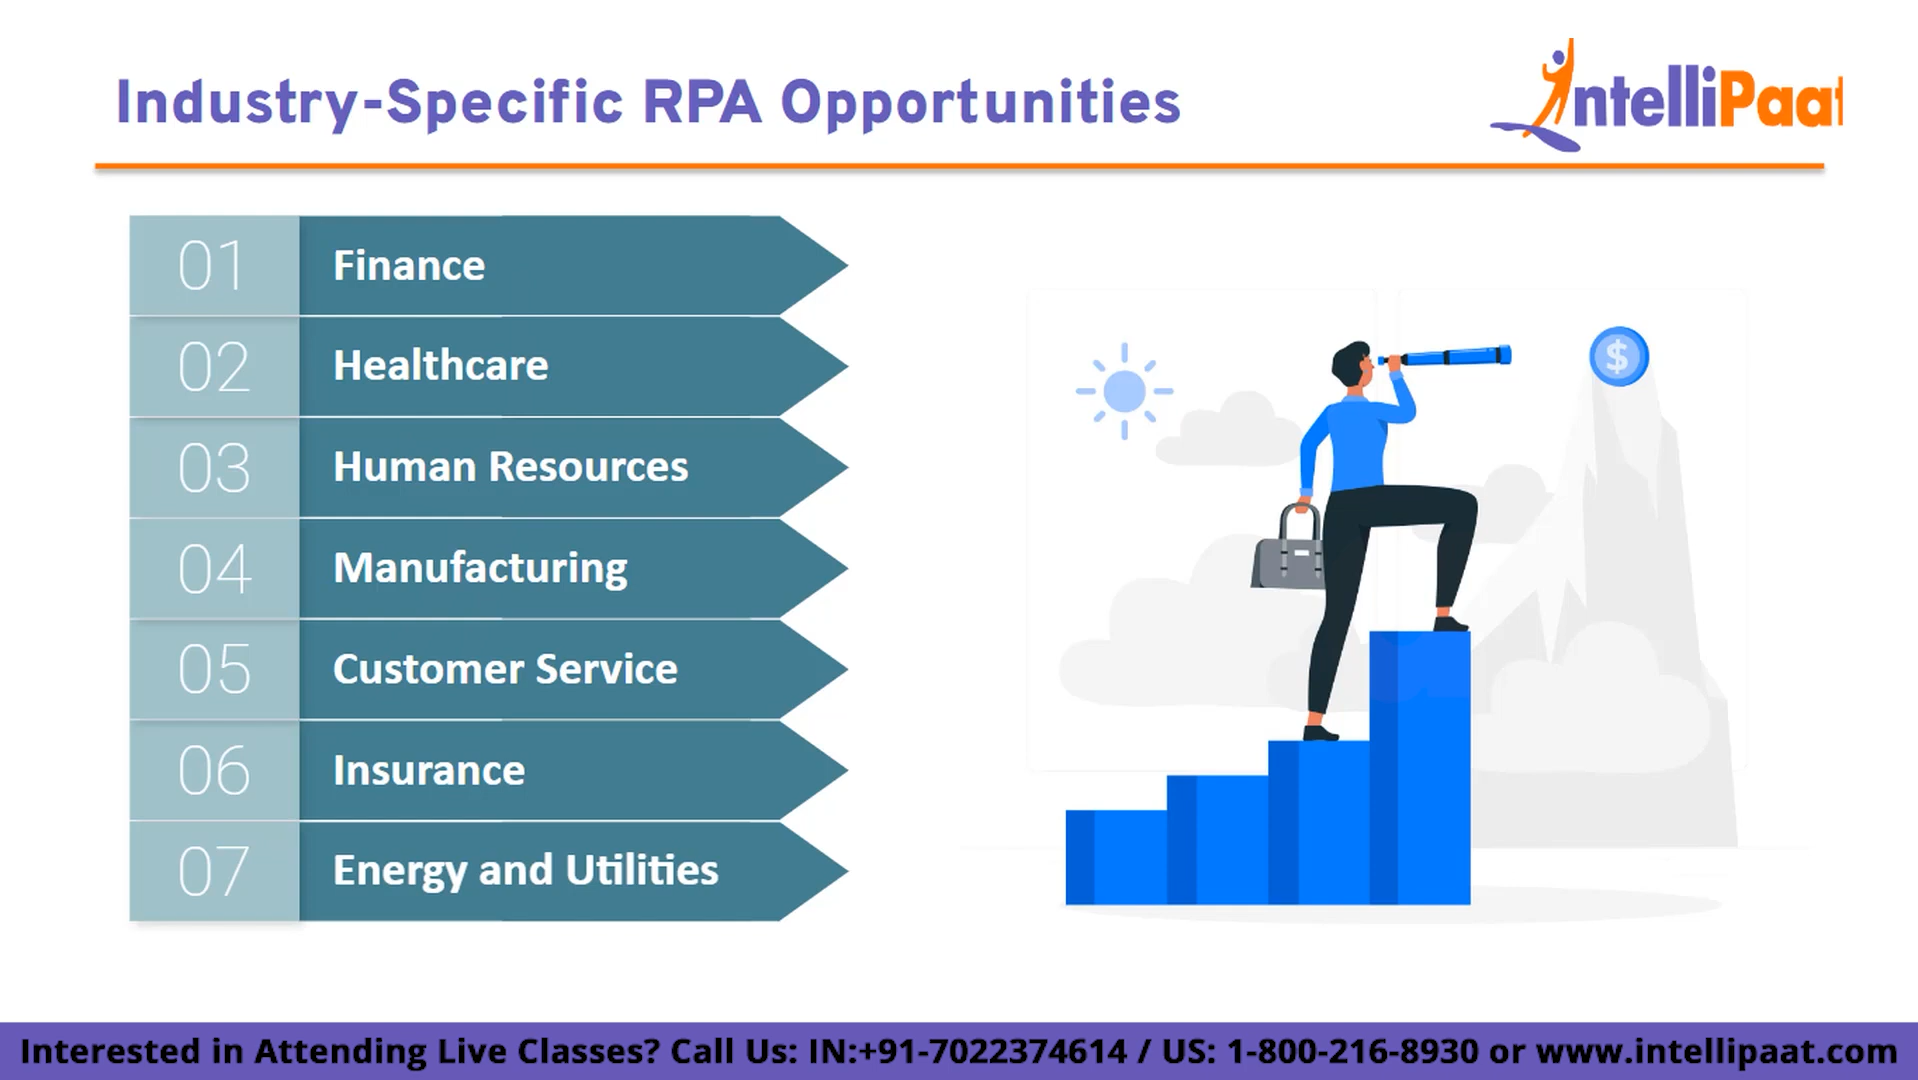 Industry-Specific RPA Opportunities
IntelliPaat
01 Finance
02 Healthcare
03 Human Resources
04 Manufacturing
05 Customer Service
06 Insurance
07 Energy and Utilities
$
Interested in Attending Live Classes? Call Us: IN:+91-7022374614 / US: 1-800-216-8930 or www.intellipaat.com